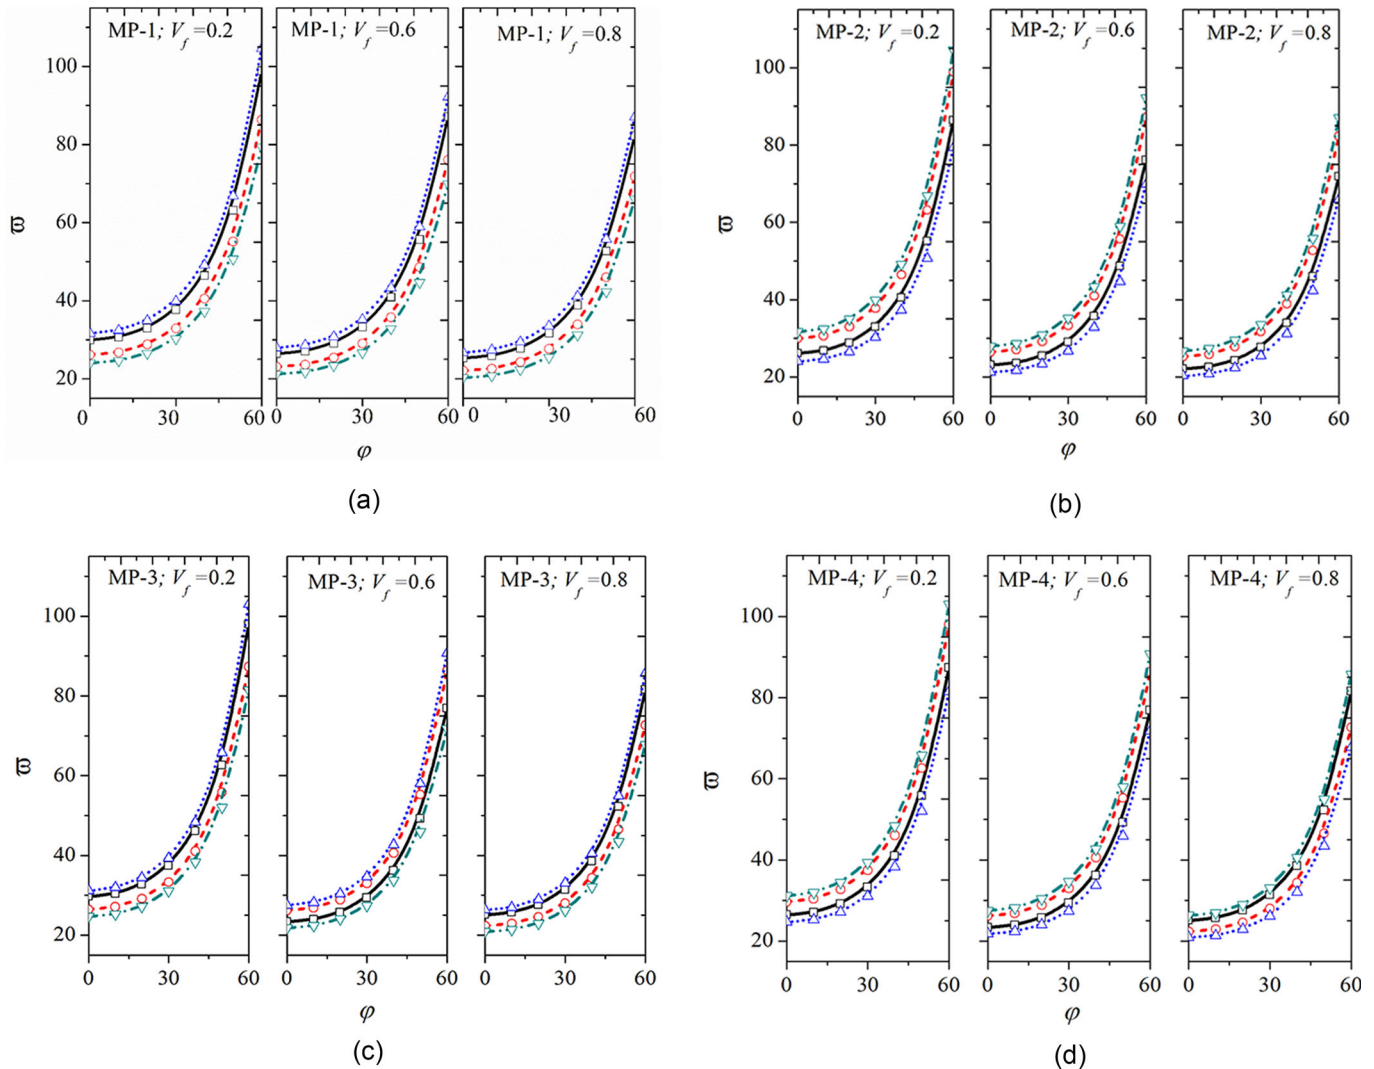 MP-1; V_f=0.2
MP-1; V_f=0.6
MP-1; V_f=0.8
100
80
60
40
20
ϖ
0 30 60
0 30 60
0 30 60
φ
(a)
MP-2; V_f=0.2
MP-2; V_f=0.6
MP-2; V_f=0.8
100
80
60
40
20
ϖ
0 30 60
0 30 60
0 30 60
φ
(b)
MP-3; V_f=0.2
MP-3; V_f=0.6
MP-3; V_f=0.8
100
80
60
40
20
ϖ
0 30 60
0 30 60
0 30 60
φ
(c)
MP-4; V_f=0.2
MP-4; V_f=0.6
MP-4; V_f=0.8
100
80
60
40
20
ϖ
0 30 60
0 30 60
0 30 60
φ
(d)